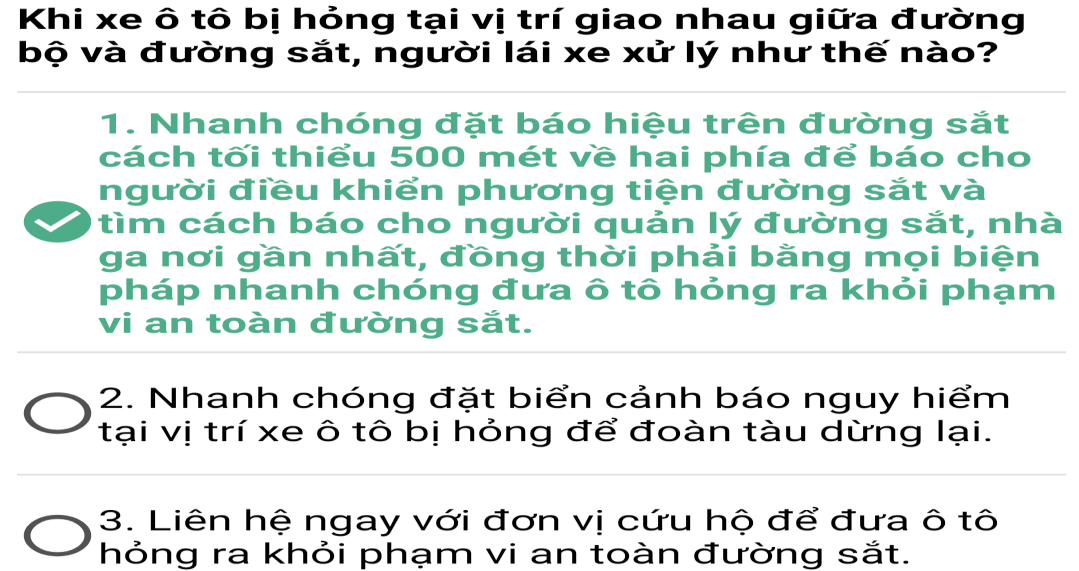 Khi xe ô tô bị hỏng tại vị trí giao nhau giữa đường
bộ và đường sắt, người lái xe xử lý như thế nào?
1. Nhanh chóng đặt báo hiệu trên đường sắt
cách tối thiểu 500 mét về hai phía để báo cho
người điều khiển phương tiện đường sắt và
tìm cách báo cho người quản lý đường sắt, nhà
ga nơi gần nhất, đồng thời phải bằng mọi biện
pháp nhanh chóng đưa ô tô hỏng ra khỏi phạm
vi an toàn đường sắt.
2. Nhanh chóng đặt biển cảnh báo nguy hiểm
tại vị trí xe ô tô bị hỏng để đoàn tàu dừng lại.
3. Liên hệ ngay với đơn vị cứu hộ để đưa ô tô
hỏng ra khỏi phạm vi an toàn đường sắt.